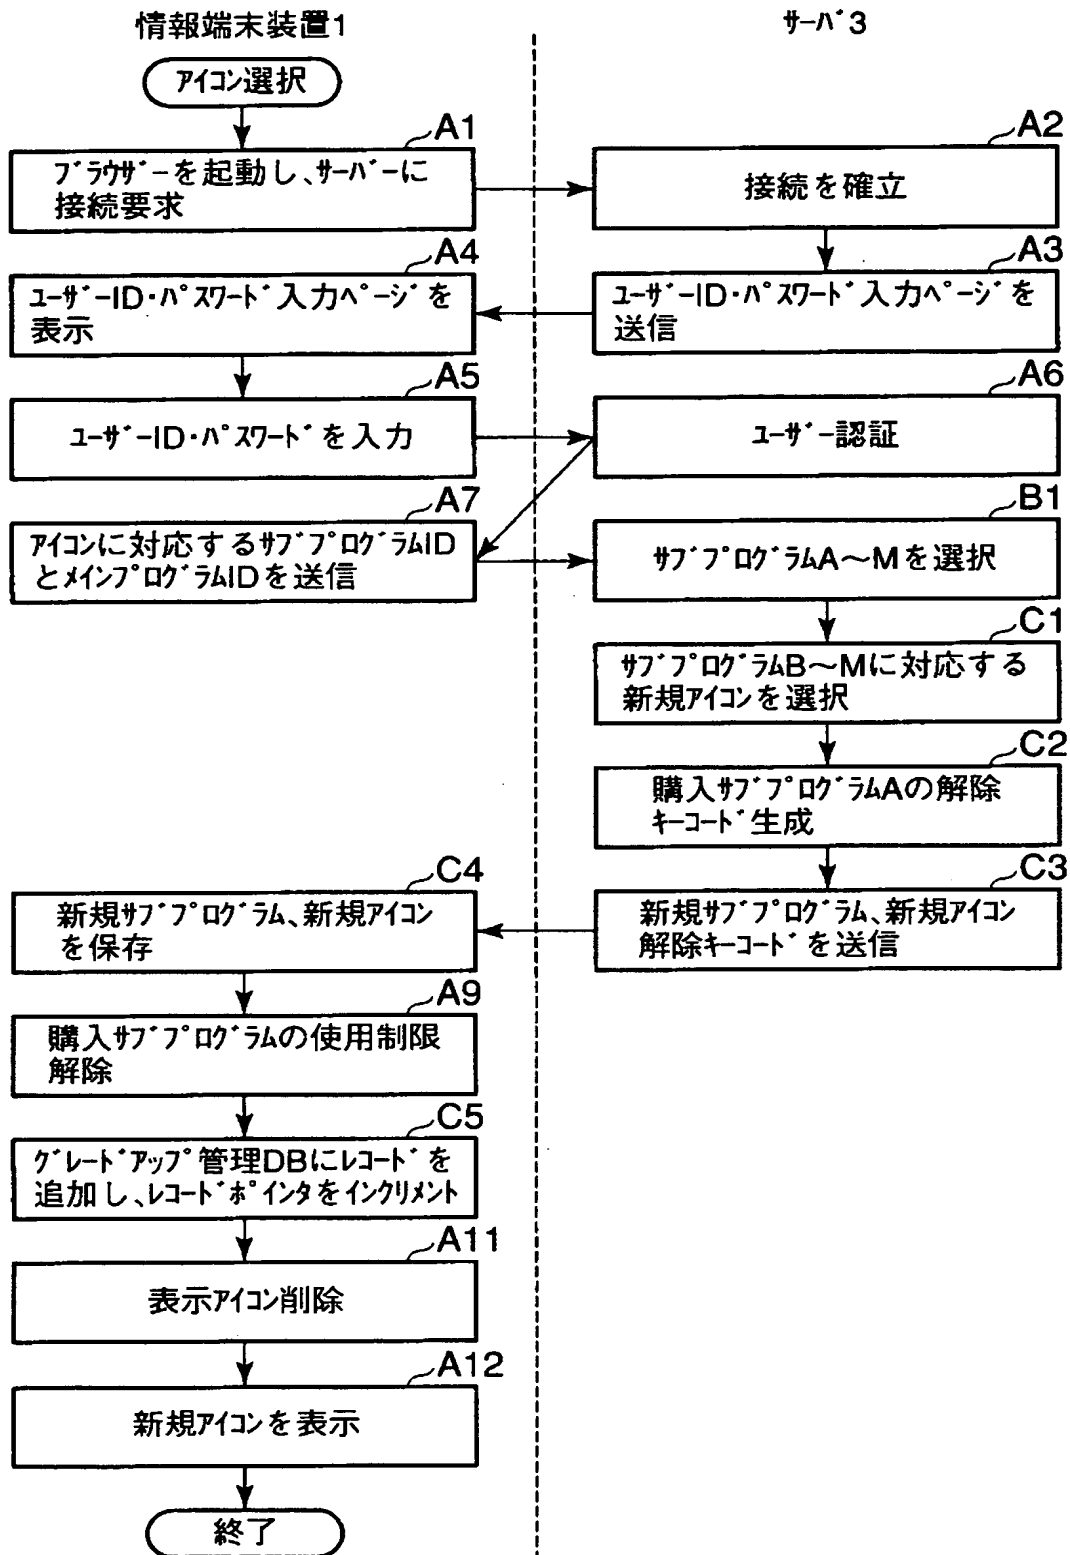 情報端末装置1
サーバ3
アイコン選択
A1
ブラウザーを起動し、サーバーに
接続要求
A2
接続を確立
A3
ユーザーID・パスワード入力ページを
送信
A4
ユーザーID・パスワード入力ページを
表示
A5
ユーザーID・パスワードを入力
A6
ユーザー認証
A7
アイコンに対応するサブプログラムID
とメインプログラムIDを送信
B1
サブプログラムA〜Mを選択
C1
サブプログラムB〜Mに対応する
新規アイコンを選択
C2
購入サブプログラムAの解除
キーコード生成
C3
新規サブプログラム、新規アイコン
解除キーコードを送信
C4
新規サブプログラム、新規アイコン
を保存
A9
購入サブプログラムの使用制限
解除
C5
グレードアップ管理DBにレコードを
追加し、レコードポインタをインクリメント
A11
表示アイコン削除
A12
新規アイコンを表示
終了